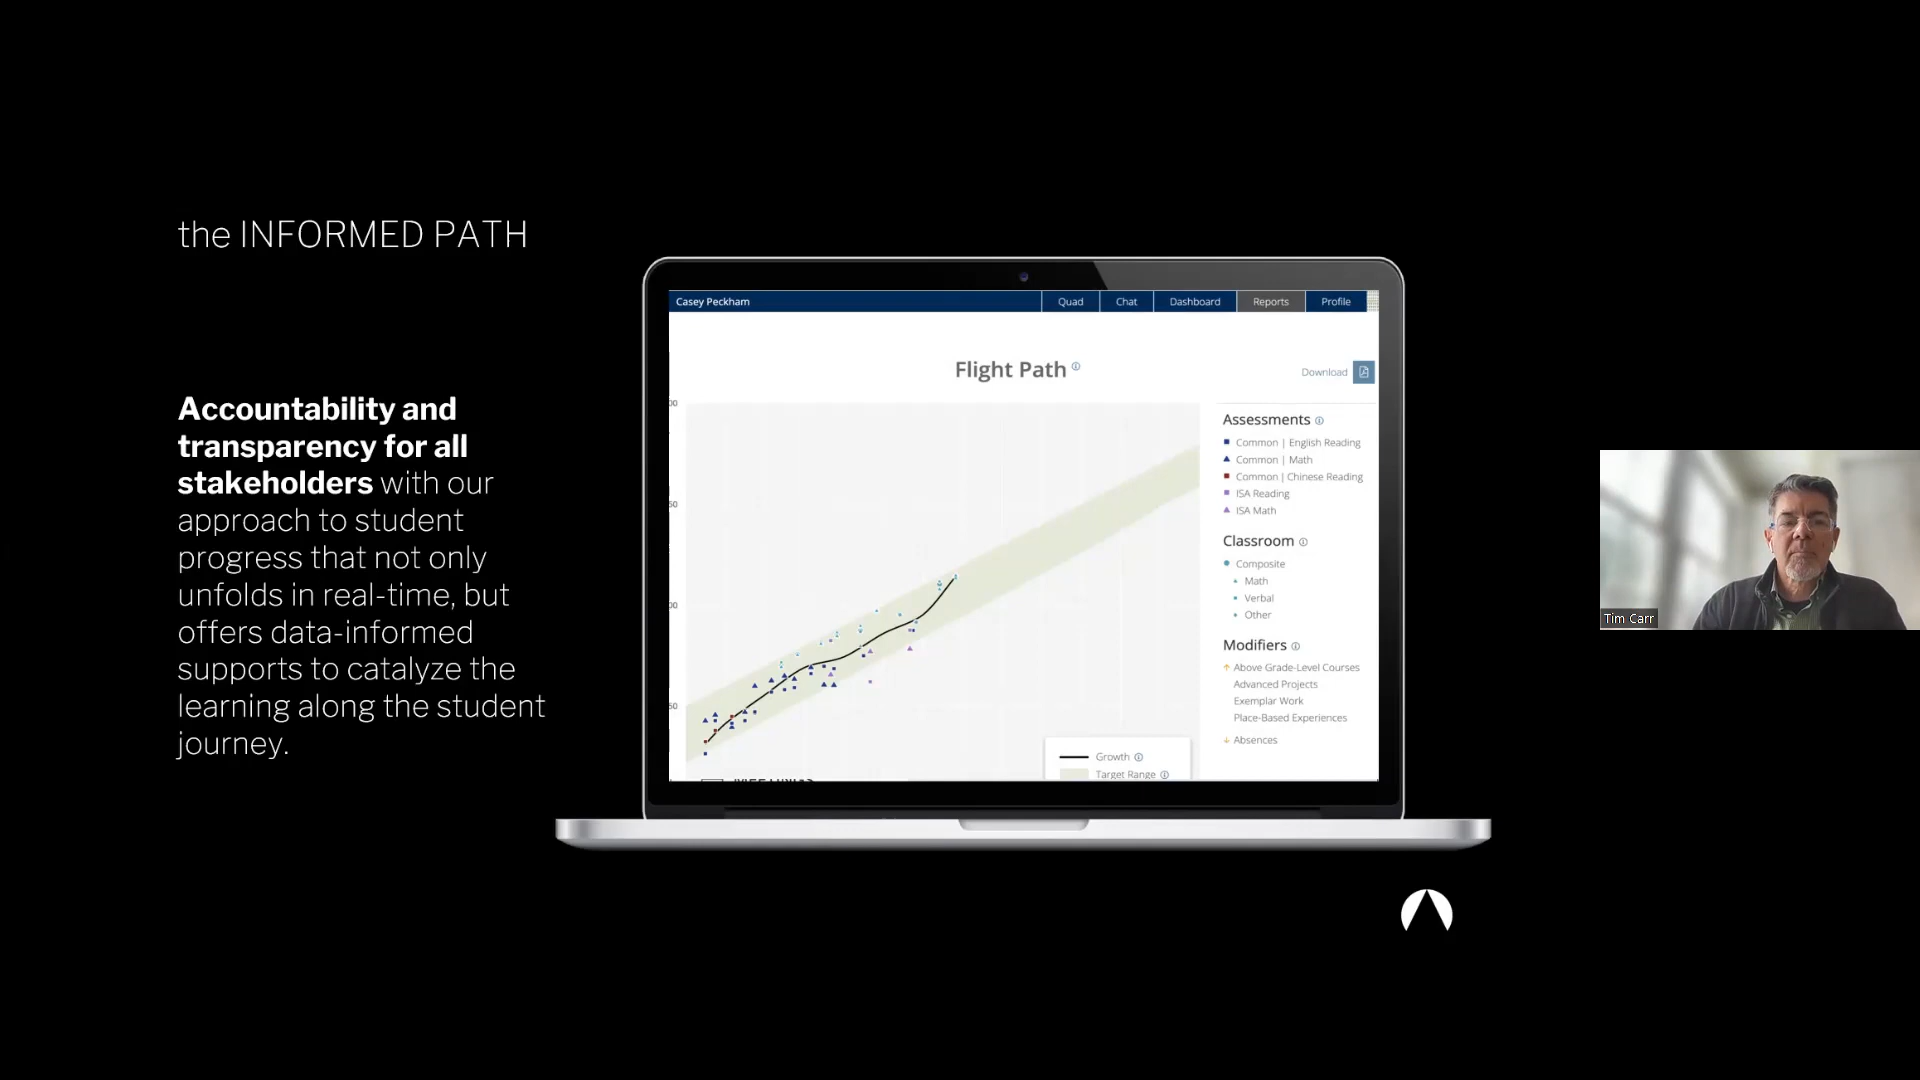 the INFORMED PATH
Accountability and
transparency for all
stakeholders with our
approach to student
progress that not only
unfolds in real-time, but
offers data-informed
supports to catalyze the
learning along the student
journey.
Casey Peckham
Quad
Chat
Dashboard
Reports
Profile
Flight Path
Download
00
50
00
50
Assessments
Common | English Reading
Common | Math
Common | Chinese Reading
ISA Reading
ISA Math
Classroom
Composite
Math
Verbal
Other
Modifiers
Above Grade-Level Courses
Advanced Projects
Exemplar Work
Place-Based Experiences
Absences
Growth
Target Range
Tim Carr